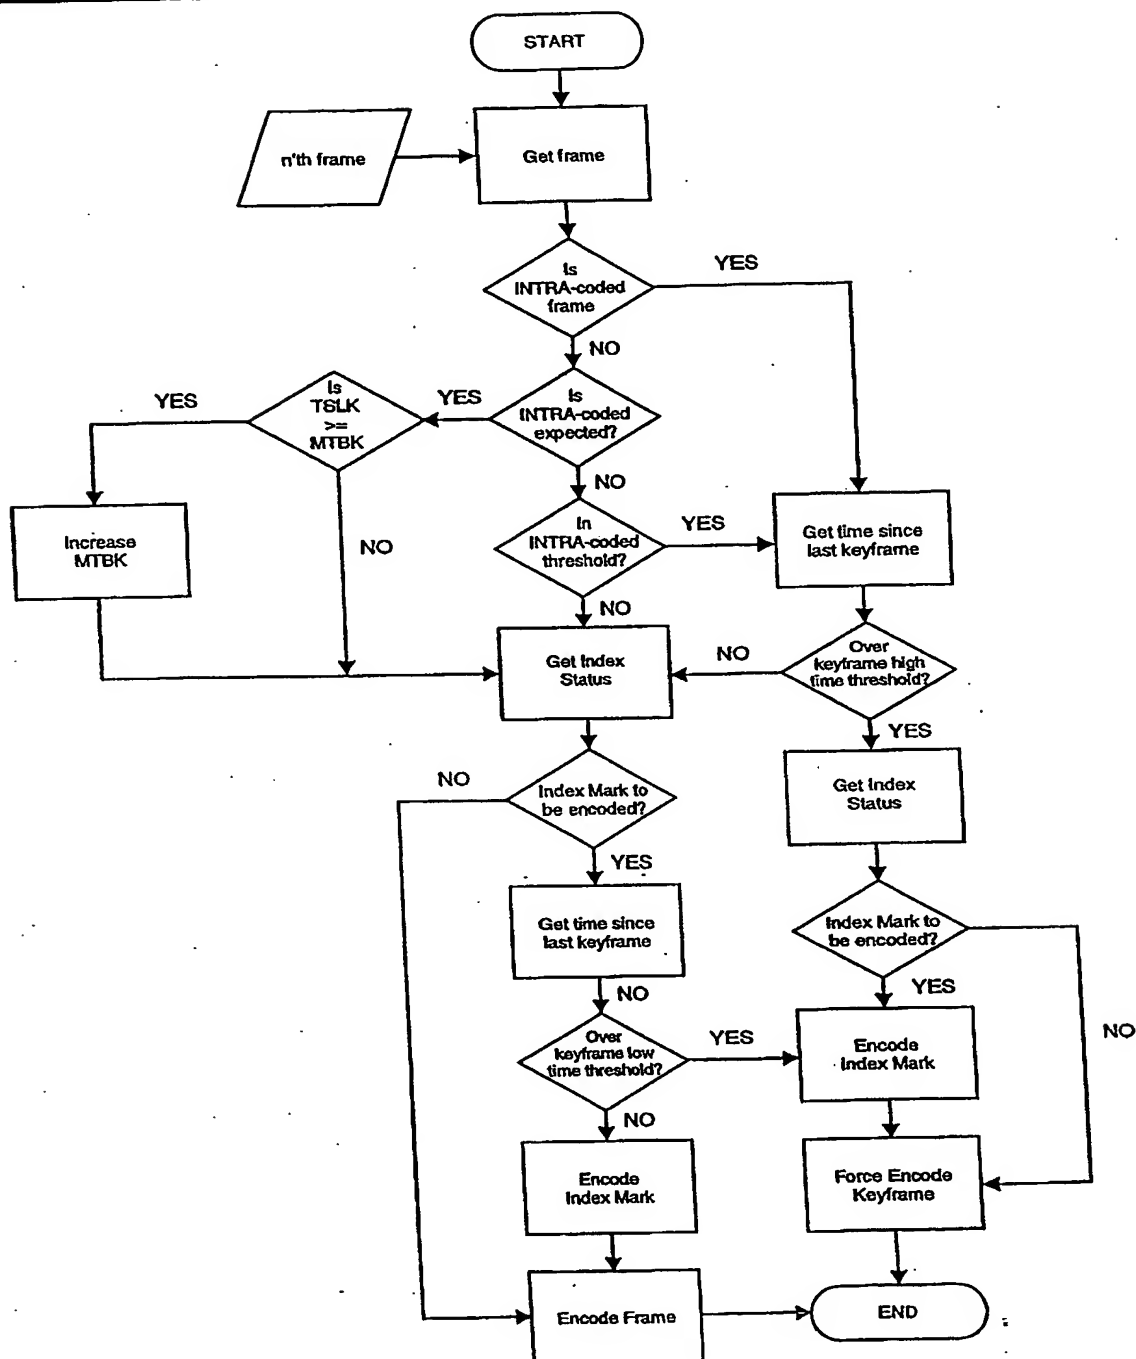 START
n'th frame
Get frame
Is
INTRA-coded
frame
YES
NO
Is
INTRA-coded
expected?
YES
Is
TSLK
>=
MTBK
YES
NO
In
INTRA-coded
threshold?
YES
Get time since
last keyframe
Increase
MTBK
NO
NO
Get Index
Status
NO
Over
keyframe high
time threshold?
YES
NO
Index Mark to
be encoded?
Get Index
Status
YES
Get time since
last keyframe
Index Mark to
be encoded?
NO
YES
NO
Over
keyframe low
time threshold?
YES
Encode
Index Mark
NO
Encode
Index Mark
Force Encode
Keyframe
Encode Frame
END